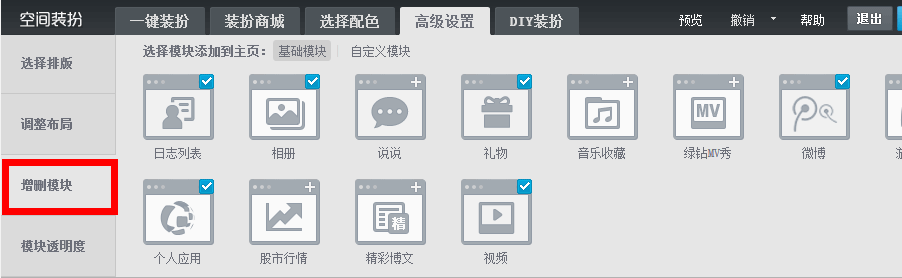 空间装扮 一键装扮 装扮商城 选择配色 高级设置 DIY装扮 预览 撤消 帮助 退出
选择模块添加到主页： 基础模块 自定义模块
选择排版
调整布局
增删模块
模块透明度
MV
日志列表 相册 说说 礼物 音乐收藏 绿钻MV秀 微博
精
个人应用 股市行情 精彩博文 视频